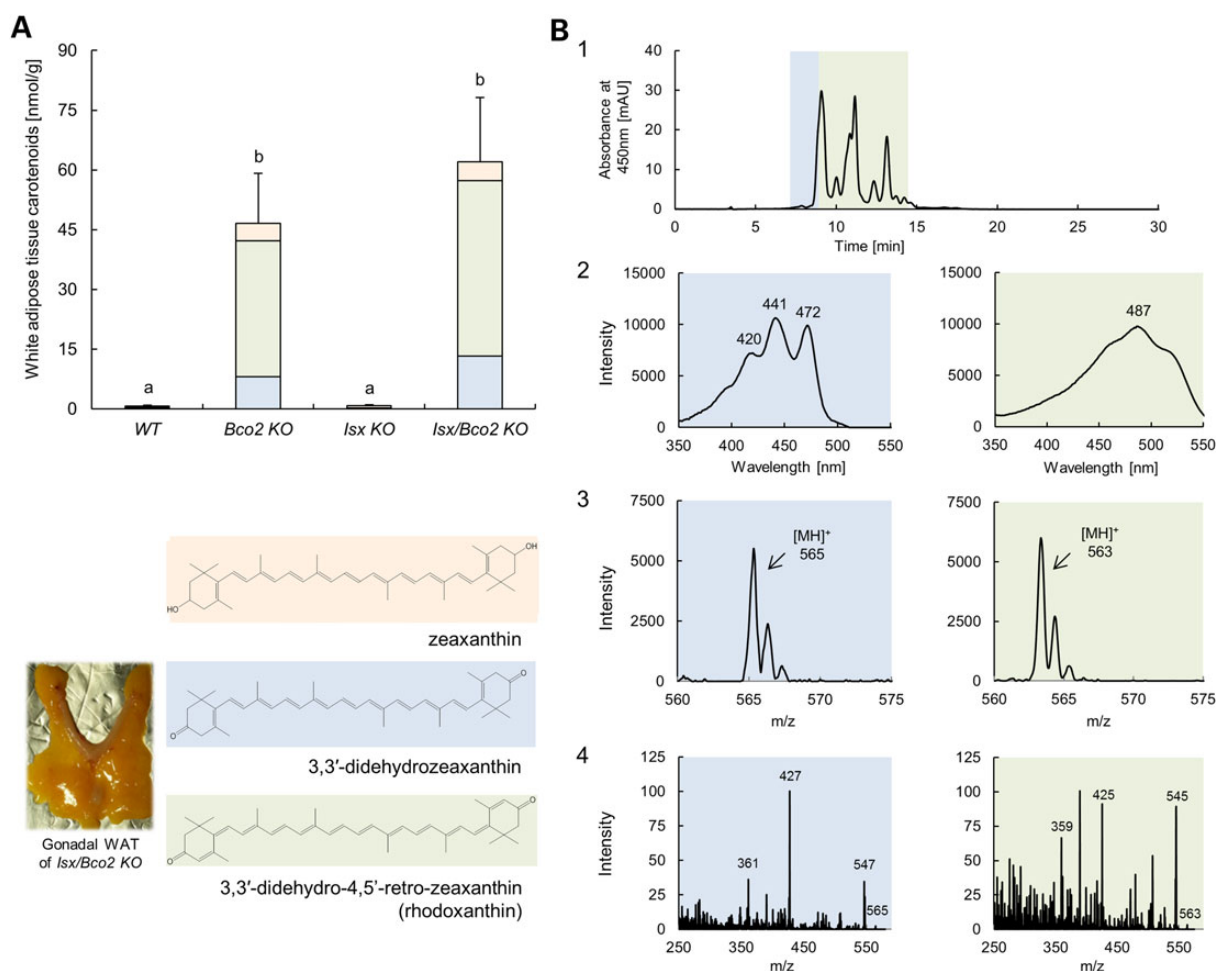 A
White adipose tissue carotenoids [nmol/g]
90
75
60
45
30
15
0
a
b
a
b
WT
Bco2 KO
Isx KO
Isx/Bco2 KO
HO
OH
zeaxanthin
O
O
3,3′-didehydrozeaxanthin
O
O
3,3′-didehydro-4,5’-retro-zeaxanthin
(rhodoxanthin)
Gonadal WAT
of Isx/Bco2 KO
B
1
Absorbance at
450nm [mAU]
40
30
20
10
0
0 5 10 15 20 25 30
Time [min]
2
Intensity
15000
10000
5000
0
420
441
472
350 400 450 500 550
Wavelength [nm]
15000
10000
5000
0
487
350 400 450 500 550
Wavelength [nm]
3
Intensity
7500
5000
2500
0
[MH]+
565
560 565 570 575
m/z
7500
5000
2500
0
[MH]+
563
560 565 570 575
m/z
4
Intensity
125
100
75
50
25
0
361
427
547
565
250 350 450 550
m/z
125
100
75
50
25
0
359
425
545
563
250 350 450 550
m/z